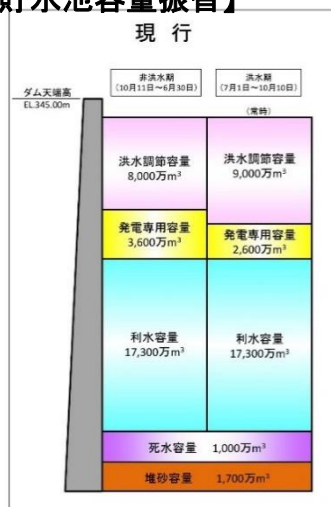 貯水池容量振替】
現 行
非洪水期
(10月11日~6月30日)
洪水期
(7月1日~10月10日)
ダム天端高
EL.345.00m
(常時)
洪水調節容量
8,000万m³
洪水調節容量
9,000万m³
発電専用容量
3,600万m³
発電専用容量
2,600万m³
利水容量
17,300万m³
利水容量
17,300万m³
死水容量 1,000万m³
堆砂容量 1,700万m³